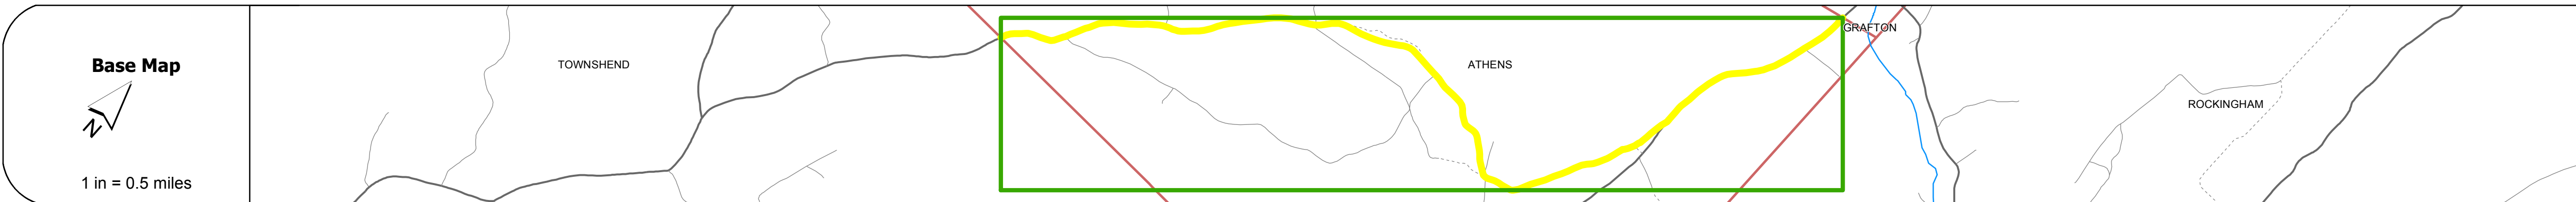 Base Map
N
1 in = 0.5 miles
TOWNSHEND
ATHENS
GRAFTON
ROCKINGHAM